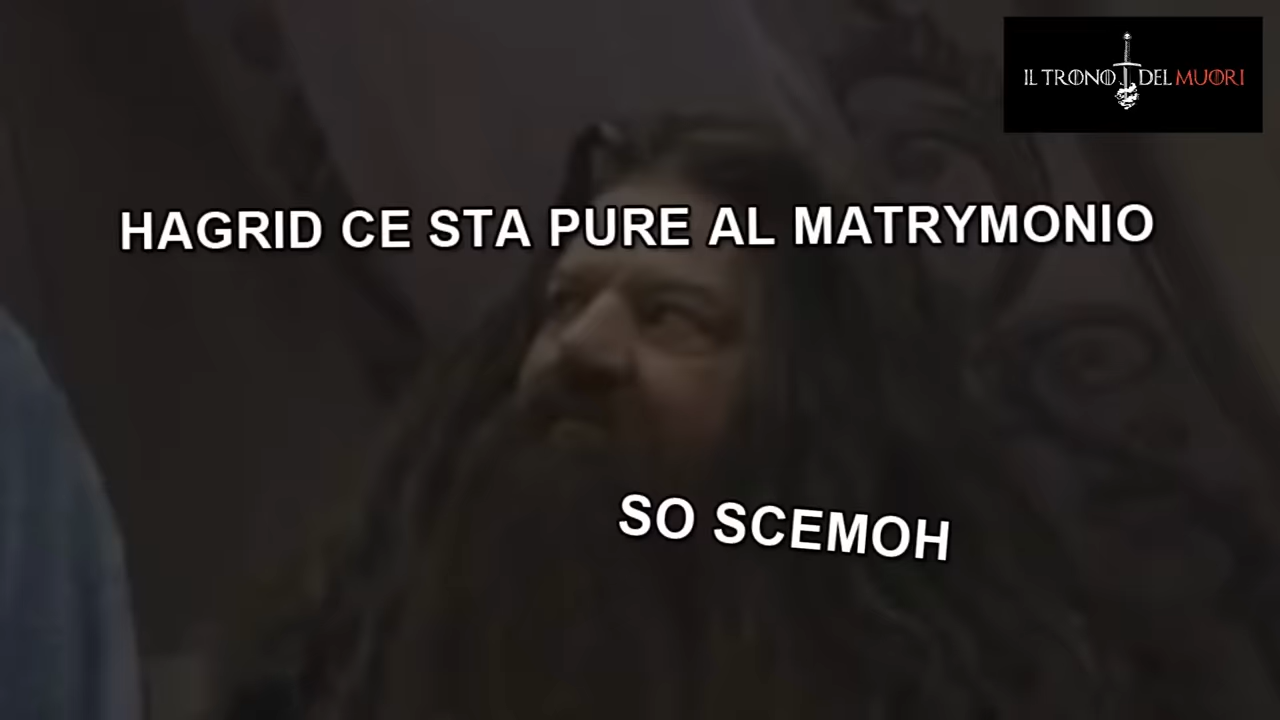 IL TRONO DEL MUORI
HAGRID CE STA PURE AL MATRYMONIO
SO SCEMOH